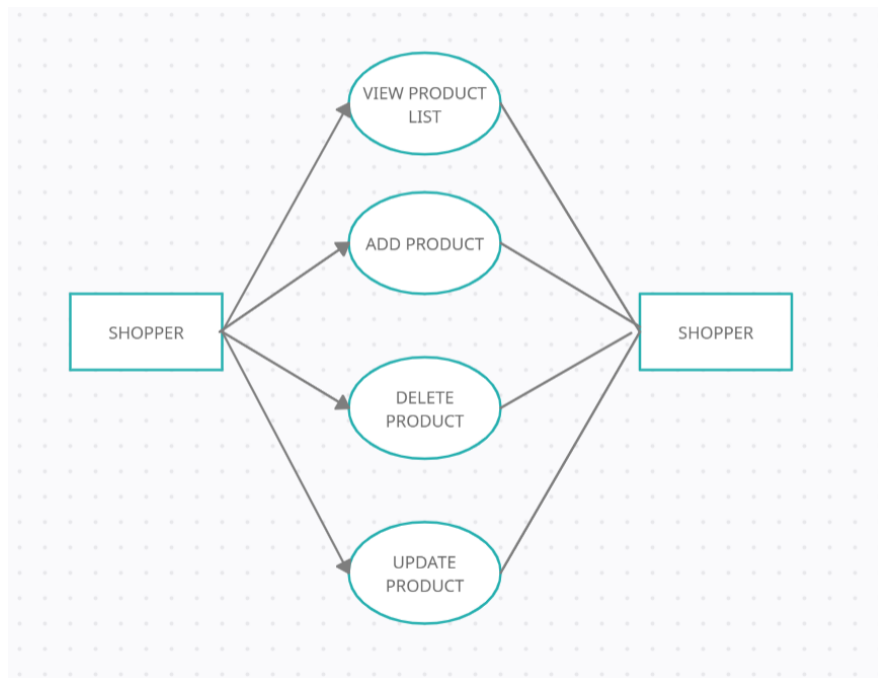 VIEW PRODUCT
LIST
ADD PRODUCT
SHOPPER
SHOPPER
DELETE
PRODUCT
UPDATE
PRODUCT